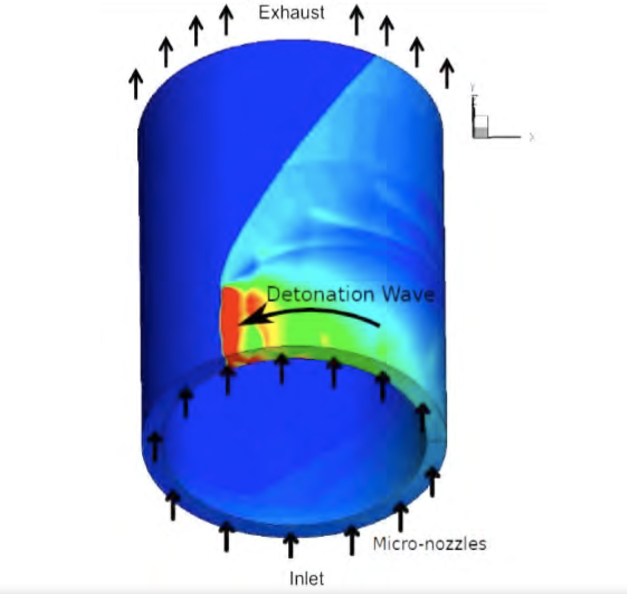 Exhaust
Y
Z
X
Detonation Wave
Micro-nozzles
Inlet